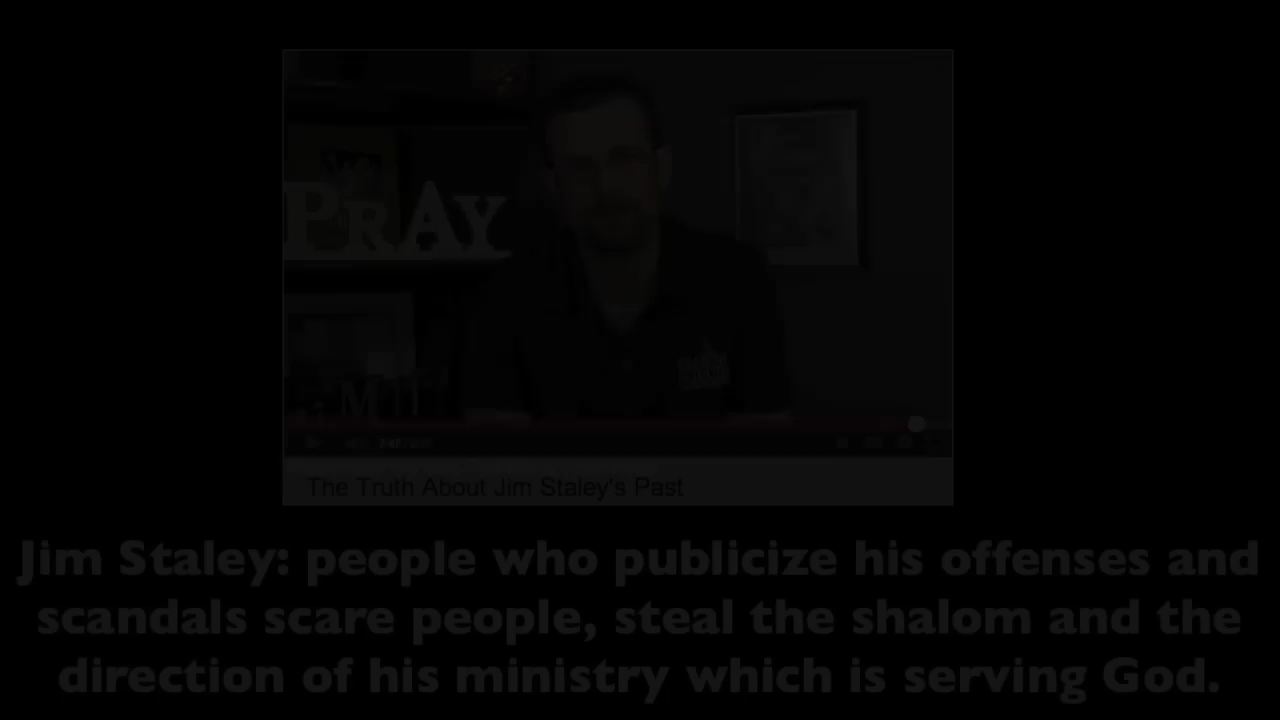 PRAY
The Truth About Jim Staley's Past
Jim Staley: people who publicize his offenses and
scandals scare people, steal the shalom and the
direction of his ministry which is serving God.